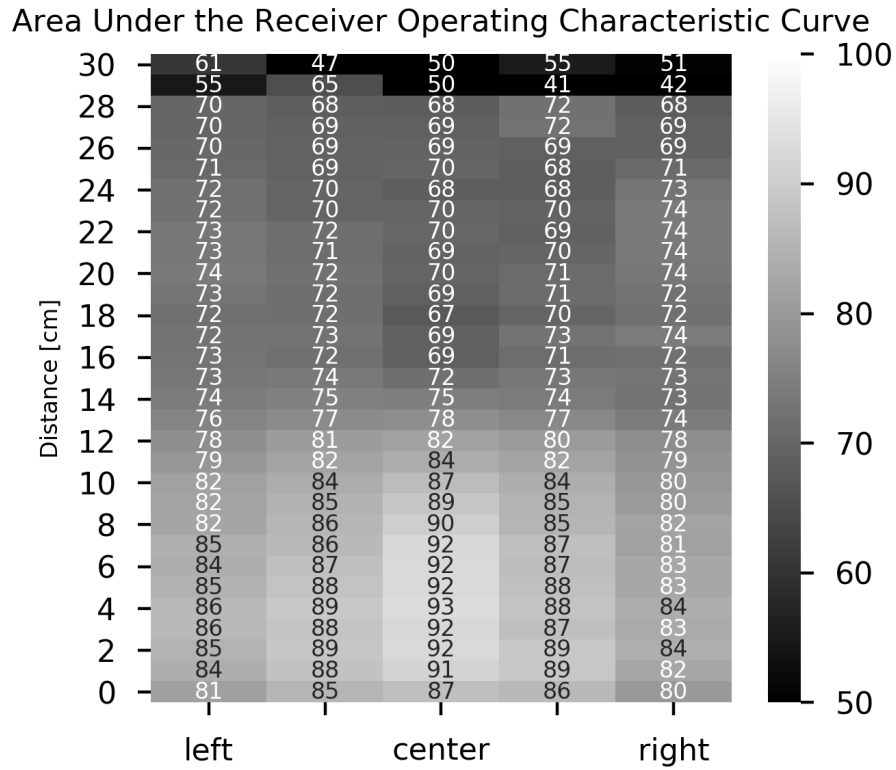 Area Under the Receiver Operating Characteristic Curve
30 61 47 50 55 51 100
55 65 50 41 42
28 70 68 68 72 68
70 69 69 72 69
26 70 69 69 69 69
71 69 70 68 71
24 72 70 68 68 73 90
72 70 70 70 74
22 73 72 70 69 74
73 71 69 70 74
20 74 72 70 71 74
73 72 69 71 72
18 72 72 67 70 72 80
72 73 69 73 74
16 73 72 69 71 72
73 74 72 73 73
14 74 75 75 74 73
76 77 78 77 74
12 78 81 82 80 78 70
79 82 84 82 79
10 82 84 87 84 80
82 85 89 85 80
8 82 86 90 85 82
85 86 92 87 81
6 84 87 92 87 83 60
85 88 92 88 83
4 86 89 93 88 84
86 88 92 87 83
2 85 89 92 89 84
84 88 91 89 82
0 81 85 87 86 80 50
Distance [cm]
left center right